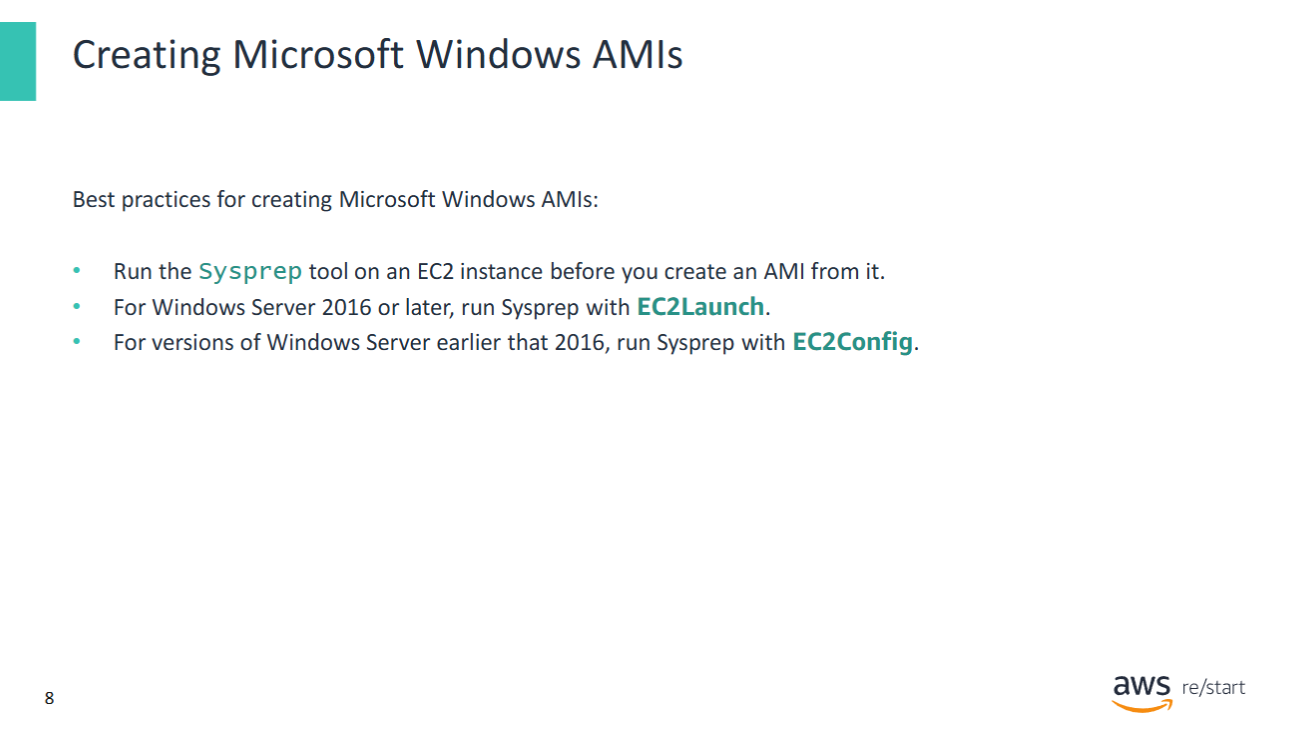 Creating Microsoft Windows AMIs
Best practices for creating Microsoft Windows AMIs:
• Run the Sysprep tool on an EC2 instance before you create an AMI from it.
• For Windows Server 2016 or later, run Sysprep with EC2Launch.
• For versions of Windows Server earlier that 2016, run Sysprep with EC2Config.
8
aws re/start